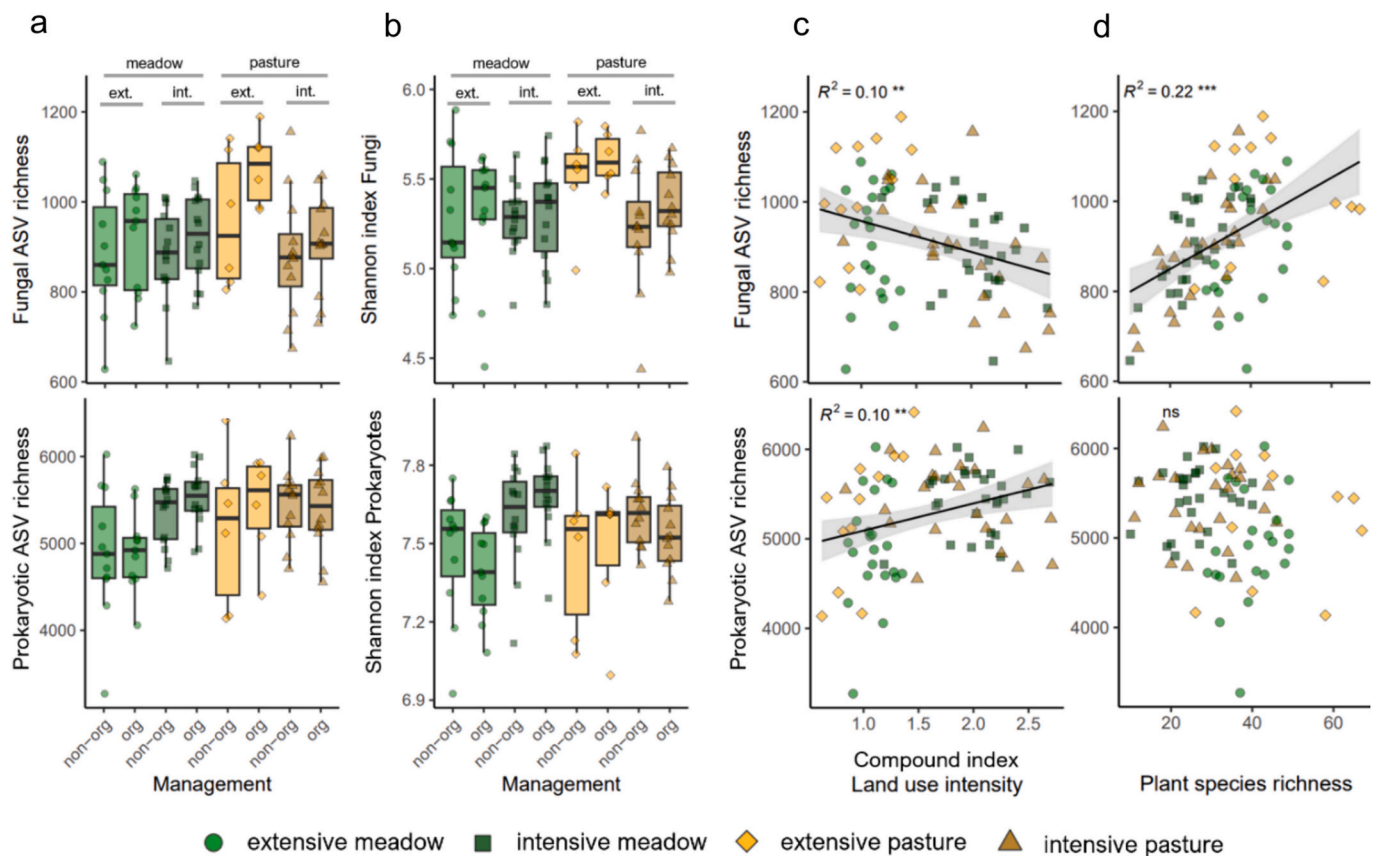 a
b
c
d
meadow
pasture
ext.
int.
ext.
int.
Fungal ASV richness
1200
1000
800
600
meadow
pasture
ext.
int.
ext.
int.
Shannon index Fungi
6.0
5.5
5.0
4.5
R² = 0.10 **
Fungal ASV richness
1200
1000
800
600
R² = 0.22 ***
1200
1000
800
600
Prokaryotic ASV richness
6000
5000
4000
non−org
org
non−org
org
non−org
org
non−org
org
Management
Shannon index Prokaryotes
7.8
7.5
7.2
6.9
non−org
org
non−org
org
non−org
org
non−org
org
Management
R² = 0.10 **
Prokaryotic ASV richness
6000
5000
4000
1.0 1.5 2.0 2.5
Compound index
Land use intensity
ns
6000
5000
4000
20 40 60
Plant species richness
extensive meadow
intensive meadow
extensive pasture
intensive pasture